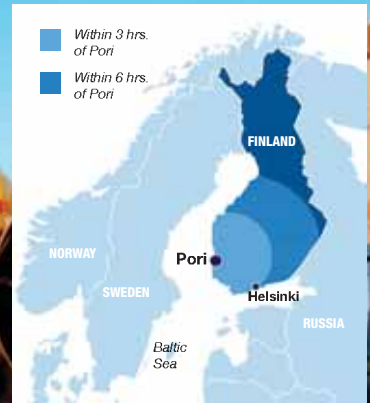 Within 3 hrs.
of Pori
Within 6 hrs.
of Pori
FINLAND
NORWAY
Pori
SWEDEN
Helsinki
RUSSIA
Baltic
Sea